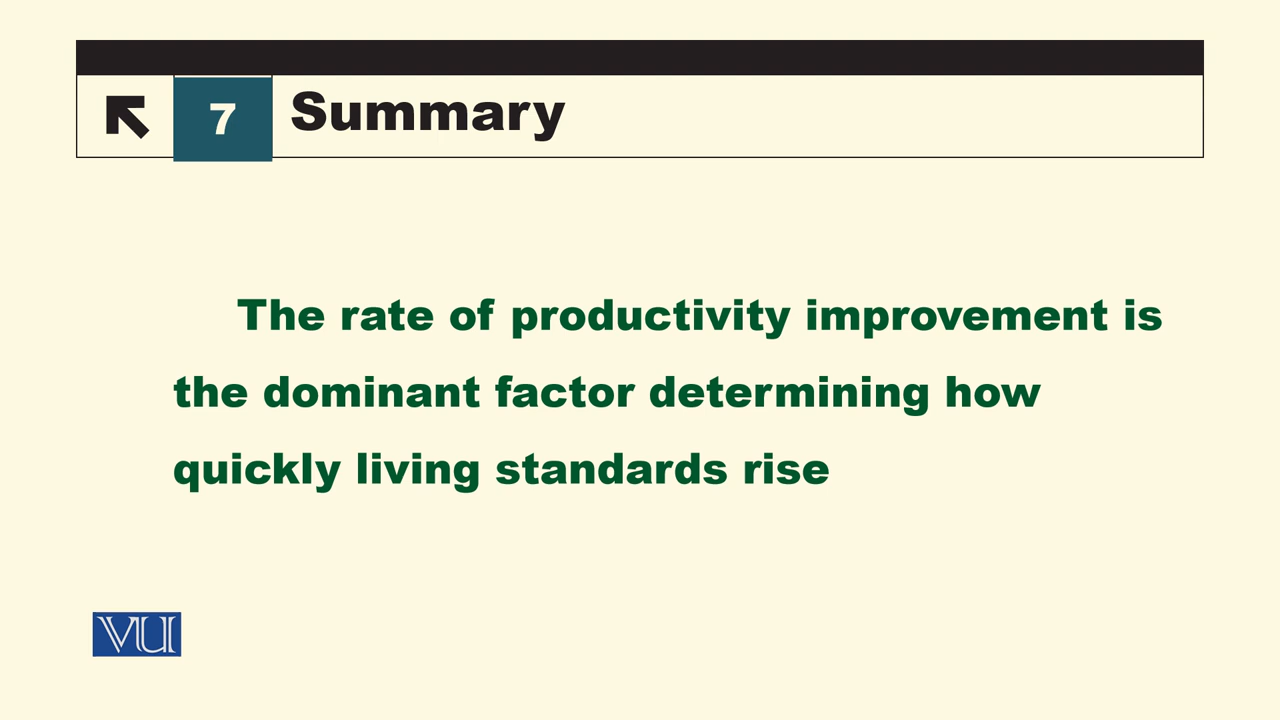 7 Summary
The rate of productivity improvement is
the dominant factor determining how
quickly living standards rise
VU